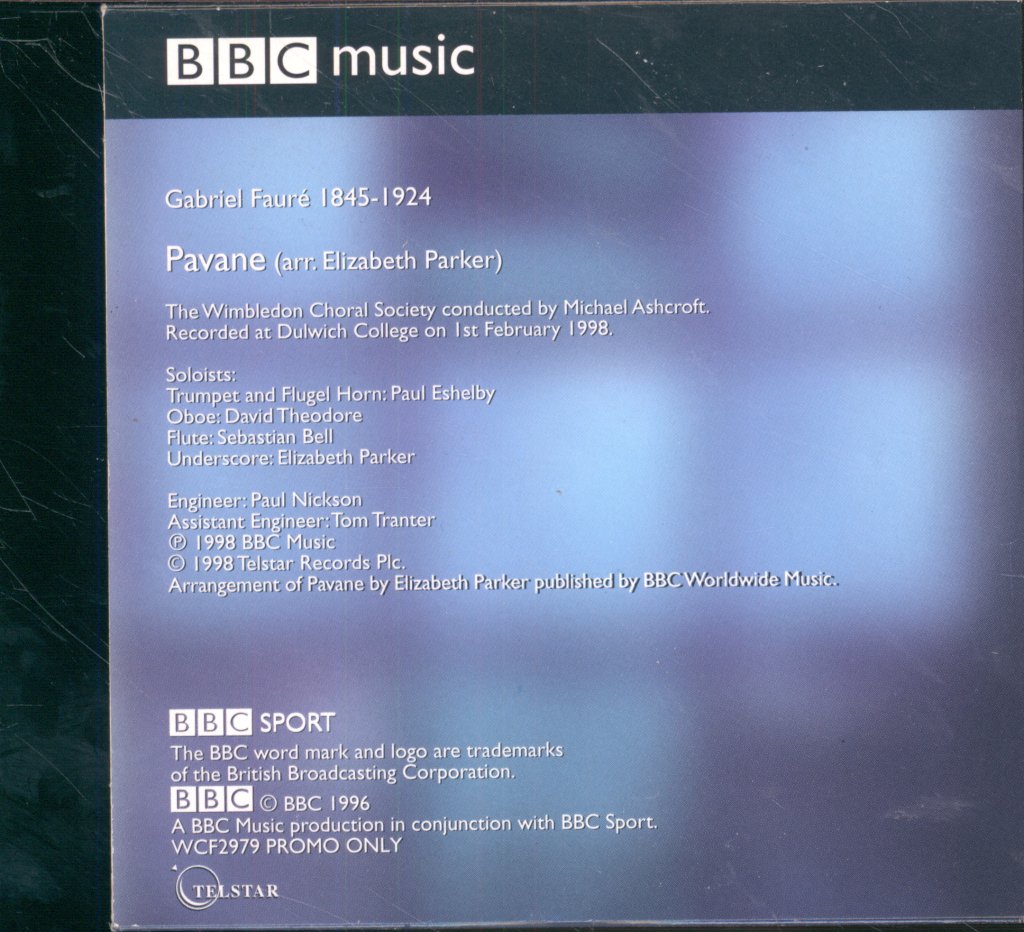 BBC music
Gabriel Fauré 1845-1924
Pavane (arr. Elizabeth Parker)
The Wimbledon Choral Society conducted by Michael Ashcroft.
Recorded at Dulwich College on 1st February 1998.
Soloists:
Trumpet and Flugel Horn: Paul Eshelby
Oboe: David Theodore
Flute: Sebastian Bell
Underscore: Elizabeth Parker
Engineer: Paul Nickson
Assistant Engineer: Tom Tranter
℗ 1998 BBC Music
© 1998 Telstar Records Plc.
Arrangement of Pavane by Elizabeth Parker published by BBC Worldwide Music..
BBC SPORT
The BBC word mark and logo are trademarks
of the British Broadcasting Corporation.
BBC © BBC 1996
A BBC Music production in conjunction with BBC Sport.
WCF2979 PROMO ONLY
TELSTAR